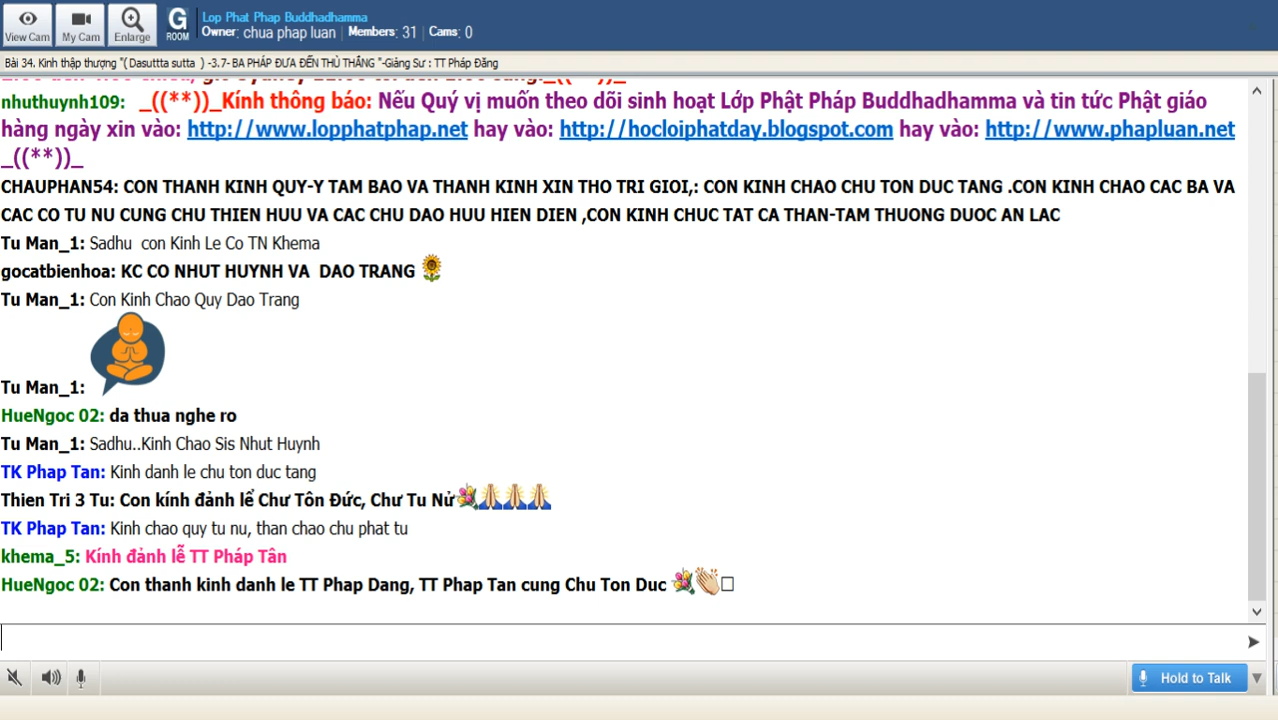 Lop Phat Phap Buddhadhamma
Owner: chua phap luan | Members: 31 | Cams: 0
View Cam
My Cam
Enlarge
G
ROOM
Bài 34. Kinh thập thượng "( Dasuttta sutta ) -3.7- BA PHÁP ĐƯA ĐẾN THÙ THẮNG "-Giảng Sư : TT Pháp Đăng
nhuthuynh109: _((**))_Kính thông báo: Nếu Quý vị muốn theo dõi sinh hoạt Lớp Phật Pháp Buddhadhamma và tin tức Phật giáo
hàng ngày xin vào: http://www.lopphatphap.net hay vào: http://hocloiphatday.blogspot.com hay vào: http://www.phapluan.net
_((**))_
CHAUPHAN54: CON THANH KINH QUY-Y TAM BAO VA THANH KINH XIN THO TRI GIOI,: CON KINH CHAO CHU TON DUC TANG .CON KINH CHAO CAC BA VA
CAC CO TU NU CUNG CHU THIEN HUU VA CAC CHU DAO HUU HIEN DIEN ,CON KINH CHUC TAT CA THAN-TAM THUONG DUOC AN LAC
Tu Man_1: Sadhu con Kinh Le Co TN Khema
gocatbienhoa: KC CO NHUT HUYNH VA DAO TRANG
Tu Man_1: Con Kinh Chao Quy Dao Trang
Tu Man_1:
HueNgoc 02: da thua nghe ro
Tu Man_1: Sadhu..Kinh Chao Sis Nhut Huynh
TK Phap Tan: Kinh danh le chu ton duc tang
Thien Tri 3 Tu: Con kính đảnh lể Chư Tôn Đức, Chư Tu Nử
TK Phap Tan: Kinh chao quy tu nu, than chao chu phat tu
khema_5: Kính đảnh lễ TT Pháp Tân
HueNgoc 02: Con thanh kinh danh le TT Phap Dang, TT Phap Tan cung Chu Ton Duc
Hold to Talk